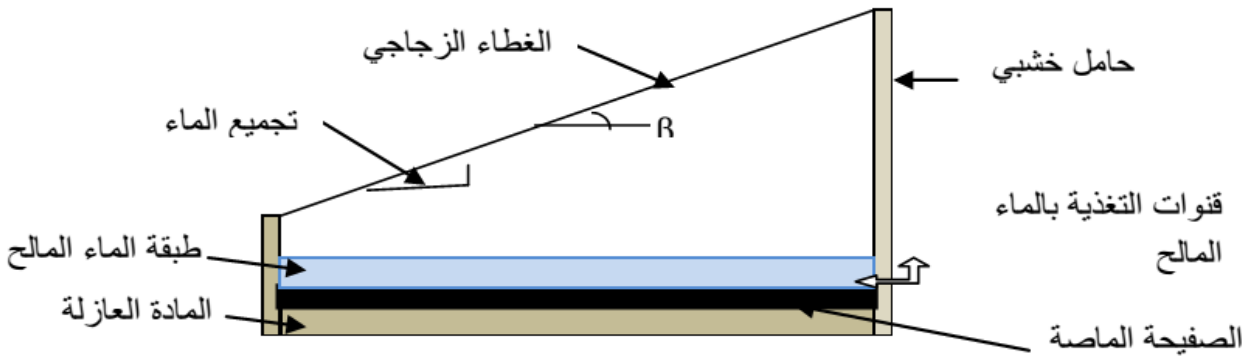 الغطاء الزجاجي
حامل خشبي
تجميع الماء
β
قنوات التغذية بالماء
المالح
طبقة الماء المالح
المادة العازلة
الصفيحة الماصة